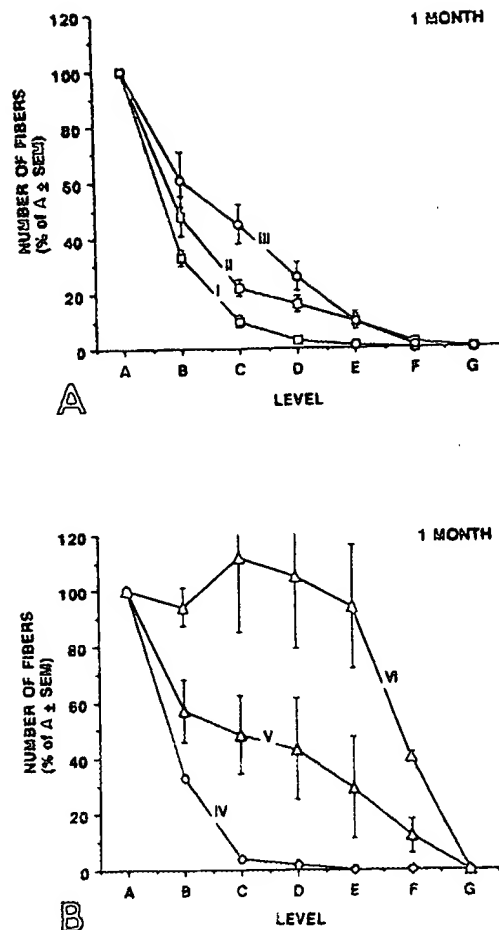 1 MONTH
120
100
80
60
40
20
0
NUMBER OF FIBERS
(% of A ± SEM)
III
II
I
A B C D E F G
LEVEL
A
1 MONTH
120
100
80
60
40
20
0
NUMBER OF FIBERS
(% of A ± SEM)
VI
V
IV
A B C D E F G
LEVEL
B